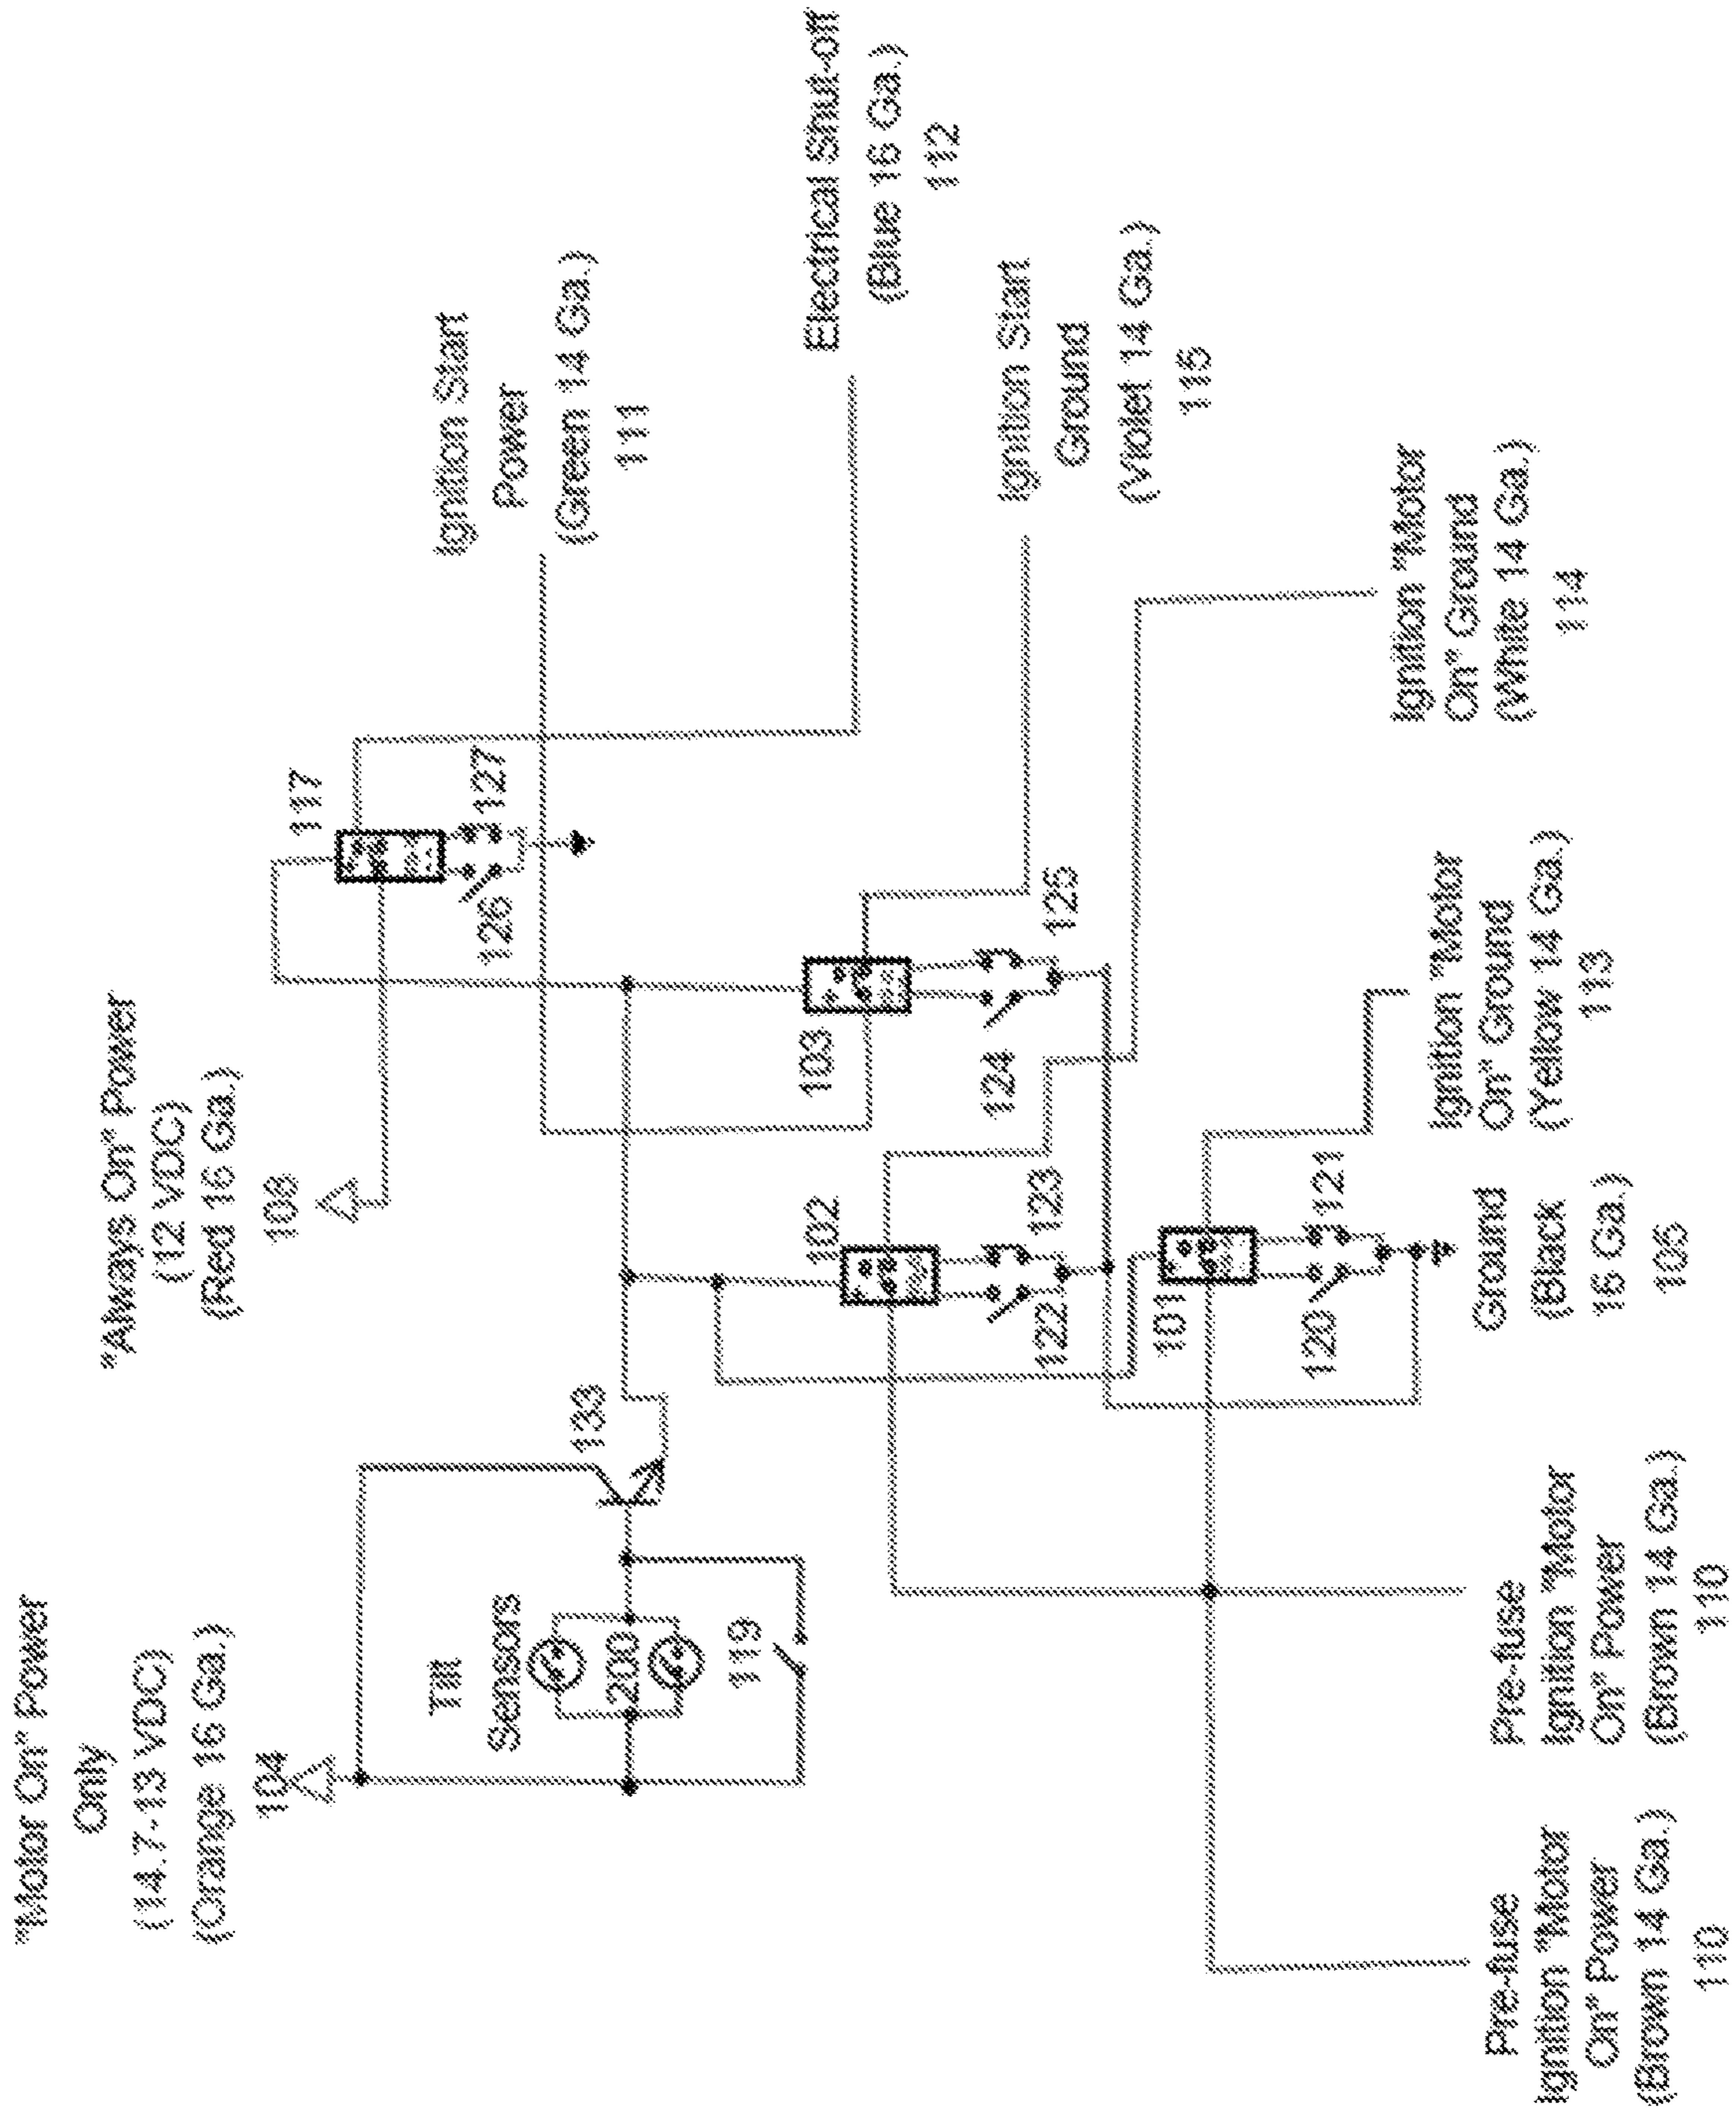 "Motor On" Power
Only
(14.7-13 VDC)
(Orange 16 Ga.)
104
"Always On" Power
(12 VDC)
(Red 16 Ga.)
108
117
126
127
Ignition Start
Power
(Green 14 Ga.)
111
Electrical Shut-off
(Blue 16 Ga.)
112
Tilt
Sensors
200
119
133
103
124
125
Ignition Start
Ground
(Violet 14 Ga.)
115
102
122
123
101
120
121
Ignition "Motor
On" Ground
(White 14 Ga.)
114
Pre-fuse
Ignition "Motor
On" Power
(Brown 14 Ga.)
110
Pre-fuse
Ignition "Motor
On" Power
(Brown 14 Ga.)
110
Ground
(Black
16 Ga.)
Ignition "Motor
On" Ground
(Yellow 14 Ga.)
113